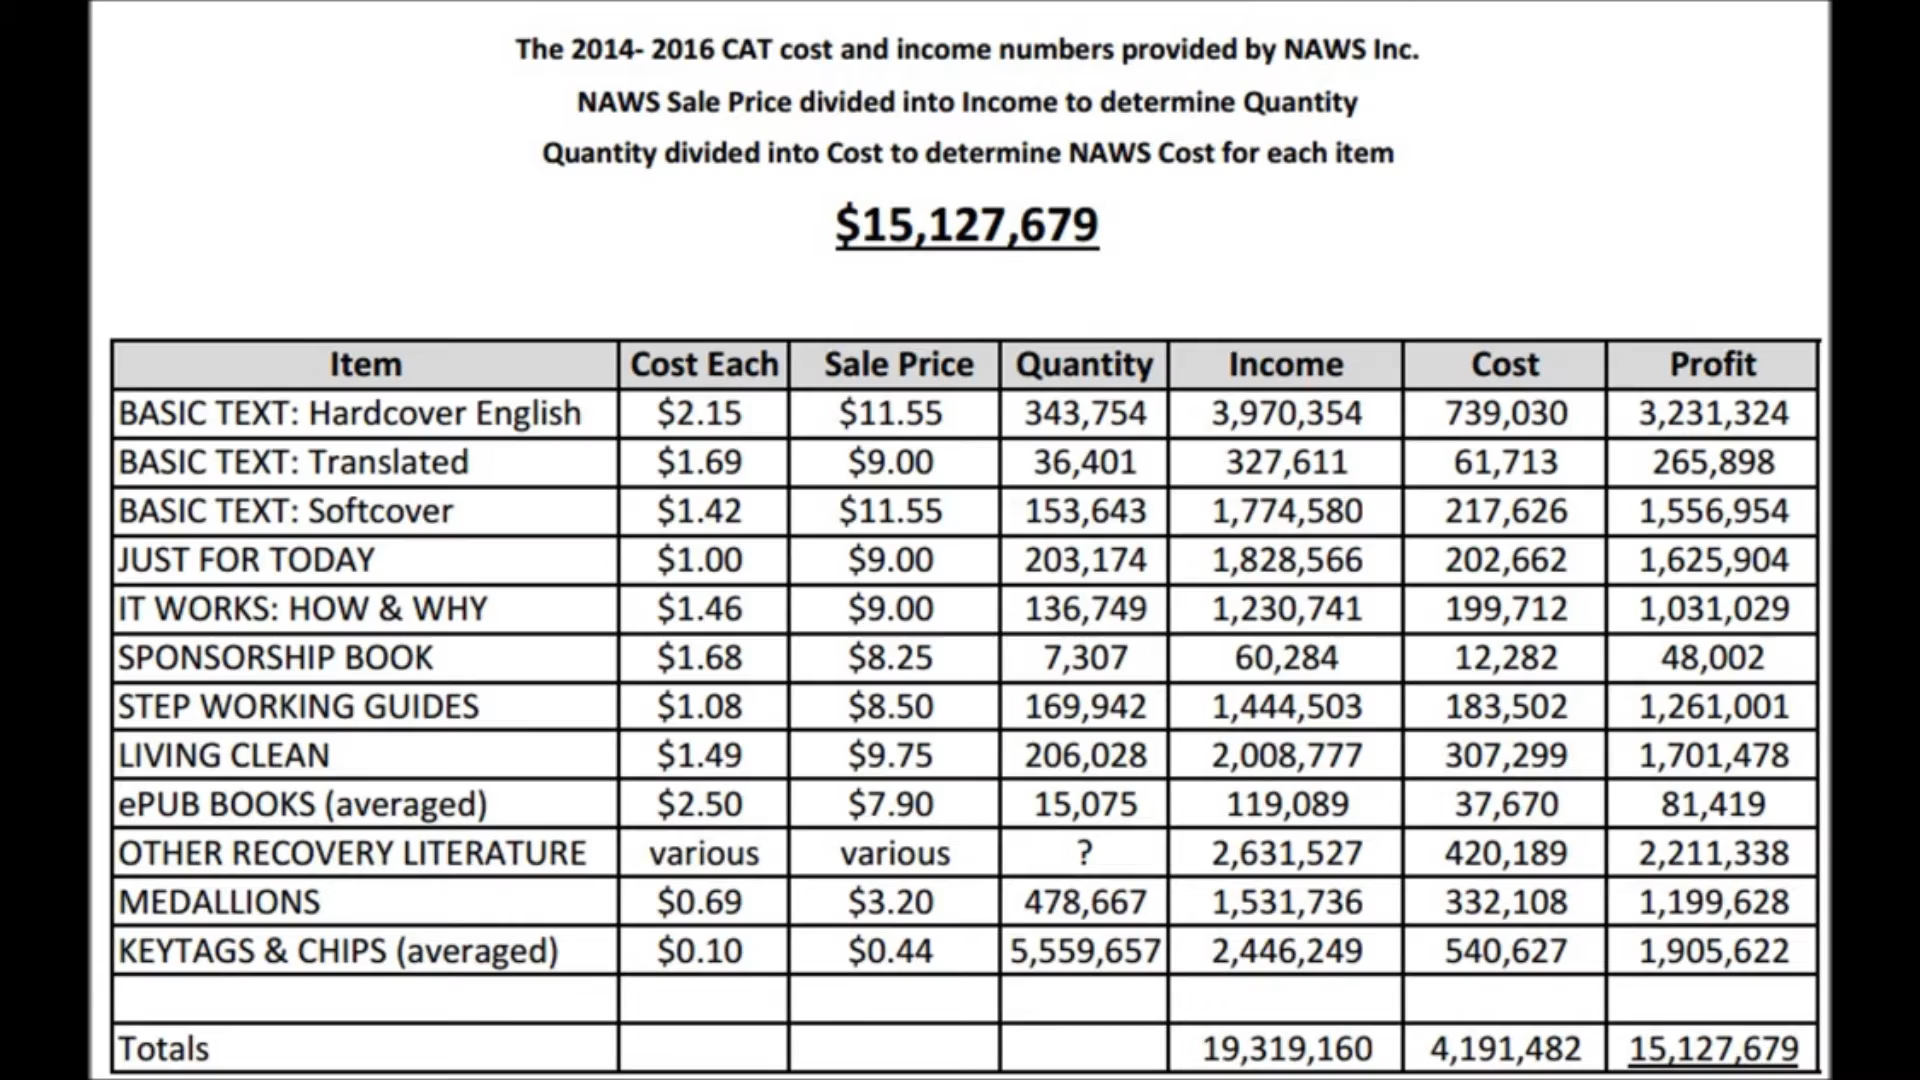 The 2014- 2016 CAT cost and income numbers provided by NAWS Inc.
NAWS Sale Price divided into Income to determine Quantity
Quantity divided into Cost to determine NAWS Cost for each item
$15,127,679
Item Cost Each Sale Price Quantity Income Cost Profit
BASIC TEXT: Hardcover English $2.15 $11.55 343,754 3,970,354 739,030 3,231,324
BASIC TEXT: Translated $1.69 $9.00 36,401 327,611 61,713 265,898
BASIC TEXT: Softcover $1.42 $11.55 153,643 1,774,580 217,626 1,556,954
JUST FOR TODAY $1.00 $9.00 203,174 1,828,566 202,662 1,625,904
IT WORKS: HOW & WHY $1.46 $9.00 136,749 1,230,741 199,712 1,031,029
SPONSORSHIP BOOK $1.68 $8.25 7,307 60,284 12,282 48,002
STEP WORKING GUIDES $1.08 $8.50 169,942 1,444,503 183,502 1,261,001
LIVING CLEAN $1.49 $9.75 206,028 2,008,777 307,299 1,701,478
ePUB BOOKS (averaged) $2.50 $7.90 15,075 119,089 37,670 81,419
OTHER RECOVERY LITERATURE various various ? 2,631,527 420,189 2,211,338
MEDALLIONS $0.69 $3.20 478,667 1,531,736 332,108 1,199,628
KEYTAGS & CHIPS (averaged) $0.10 $0.44 5,559,657 2,446,249 540,627 1,905,622
Totals 19,319,160 4,191,482 15,127,679